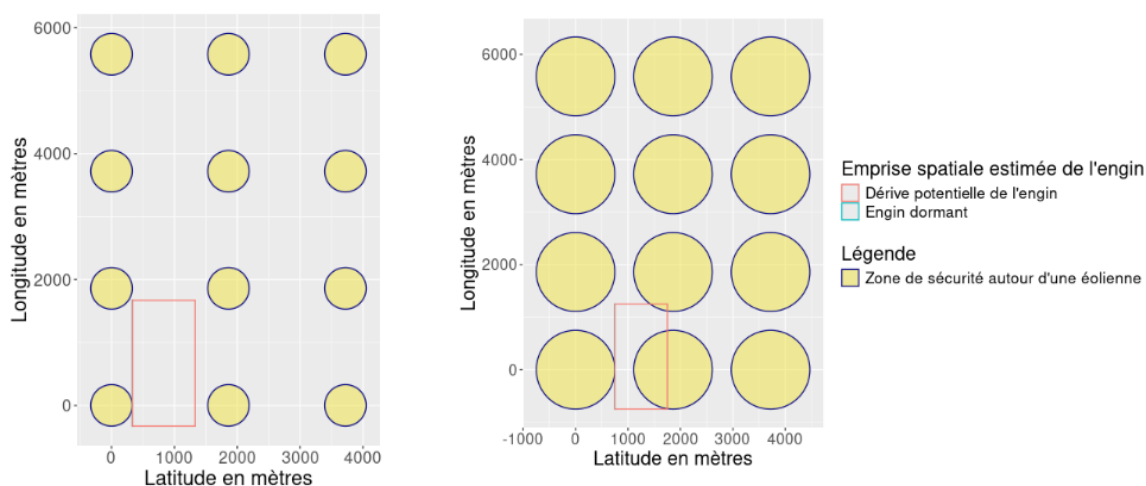 6000
4000
2000
0
Longitude en mètres
0
1000
2000
3000
4000
Latitude en mètres
6000
4000
2000
0
Longitude en mètres
-1000
0
1000
2000
3000
4000
Latitude en mètres
Emprise spatiale estimée de l'engin
Dérive potentielle de l'engin
Engin dormant
Légende
Zone de sécurité autour d'une éolienne